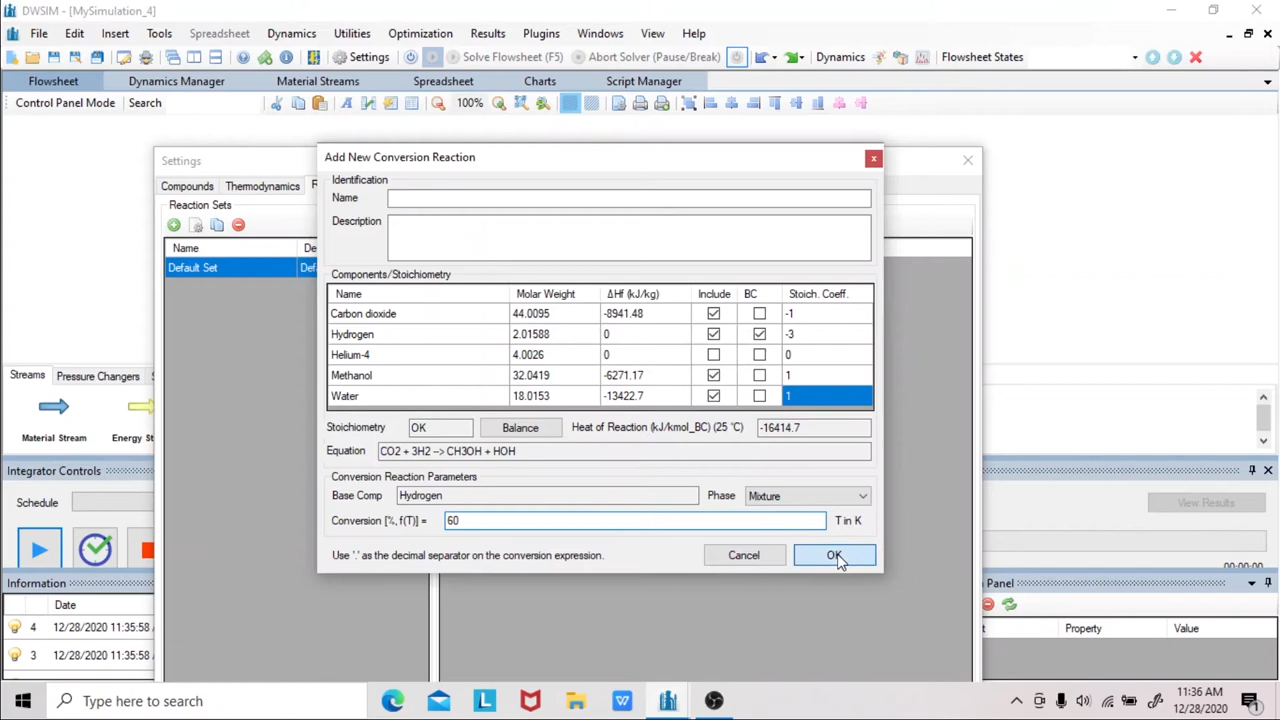 DWSIM - [MySimulation_4]
File Edit Insert Tools Spreadsheet Dynamics Utilities Optimization Results Plugins Windows View Help
Settings Solve Flowsheet (F5) Abort Solver (Pause/Break) Dynamics Flowsheet States
Flowsheet Dynamics Manager Material Streams Spreadsheet Charts Script Manager
Control Panel Mode Search 100%
Settings
Add New Conversion Reaction
Compounds Thermodynamics
Identification
Name
Reaction Sets
Description
Name
Default Set
Components/Stoichiometry
Name Molar Weight ΔHf (kJ/kg) Include BC Stoich. Coeff.
Carbon dioxide 44.0095 -8941.48 -1
Hydrogen 2.01588 0 -3
Helium-4 4.0026 0 0
Methanol 32.0419 -6271.17 1
Water 18.0153 -13422.7 1
Streams Pressure Changers
Material Stream Energy St
Stoichiometry OK Balance Heat of Reaction (kJ/kmol_BC) (25 °C) -16414.7
Equation CO2 + 3H2 --> CH3OH + HOH
Integrator Controls
Conversion Reaction Parameters
Base Comp Hydrogen Phase Mixture
Schedule View Results
Conversion [%, f(T)] = 60 T in K
Use '.' as the decimal separator on the conversion expression. Cancel OK
00:00:00
Information Panel
Date Property Value
4 12/28/2020 11:35:58
3 12/28/2020 11:35:58
Type here to search
11:36 AM
12/28/2020